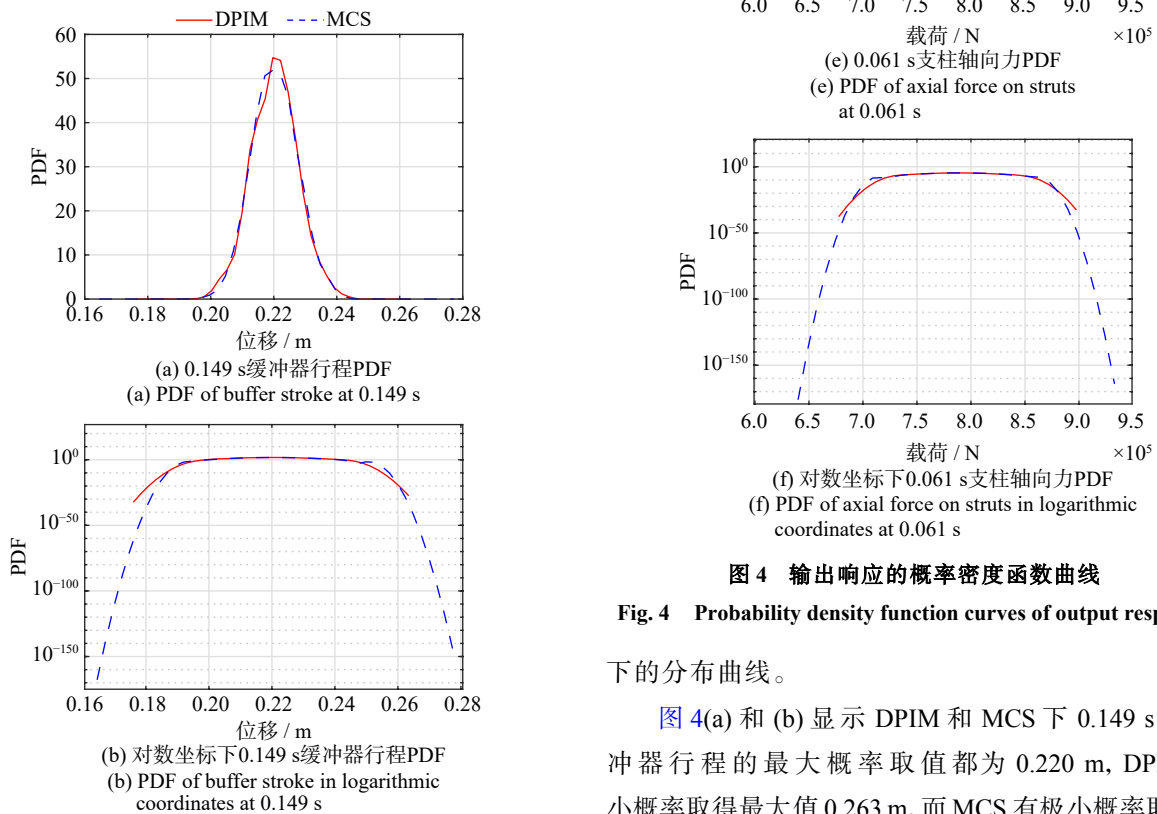 DPIM MCS
60
50
40
30
20
10
0
PDF
0.16 0.18 0.20 0.22 0.24 0.26 0.28
位移 / m
(a) 0.149 s缓冲器行程PDF
(a) PDF of buffer stroke at 0.149 s
10⁰
10⁻⁵⁰
10⁻¹⁰⁰
10⁻¹⁵⁰
PDF
0.16 0.18 0.20 0.22 0.24 0.26 0.28
位移 / m
(b) 对数坐标下0.149 s缓冲器行程PDF
(b) PDF of buffer stroke in logarithmic
coordinates at 0.149 s
6.0 6.5 7.0 7.5 8.0 8.5 9.0 9.5
载荷 / N ×10⁵
(e) 0.061 s支柱轴向力PDF
(e) PDF of axial force on struts
at 0.061 s
10⁰
10⁻⁵⁰
10⁻¹⁰⁰
10⁻¹⁵⁰
PDF
6.0 6.5 7.0 7.5 8.0 8.5 9.0 9.5
载荷 / N ×10⁵
(f) 对数坐标下0.061 s支柱轴向力PDF
(f) PDF of axial force on struts in logarithmic
coordinates at 0.061 s
图 4 输出响应的概率密度函数曲线
Fig. 4 Probability density function curves of output resp
下的分布曲线。
图 4(a) 和 (b) 显示 DPIM 和 MCS 下 0.149 s
冲器行程的最大概率取值都为 0.220 m, DP
小概率取得最大值 0.263 m, 而 MCS 有极小概率取